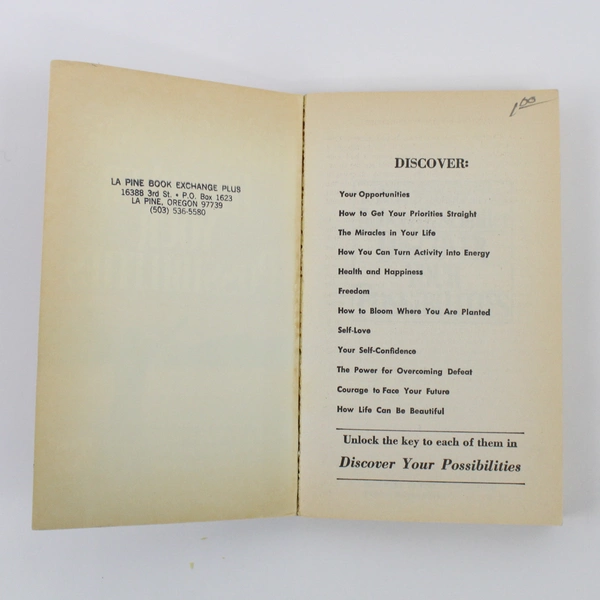 LA PINE BOOK EXCHANGE PLUS
16388 3rd St. • P.O. Box 1623
LA PINE, OREGON 97739
(503) 536-5580
1.00
DISCOVER:
Your Opportunities
How to Get Your Priorities Straight
The Miracles in Your Life
How You Can Turn Activity Into Energy
Health and Happiness
Freedom
How to Bloom Where You Are Planted
Self-Love
Your Self-Confidence
The Power for Overcoming Defeat
Courage to Face Your Future
How Life Can Be Beautiful
Unlock the key to each of them in
Discover Your Possibilities